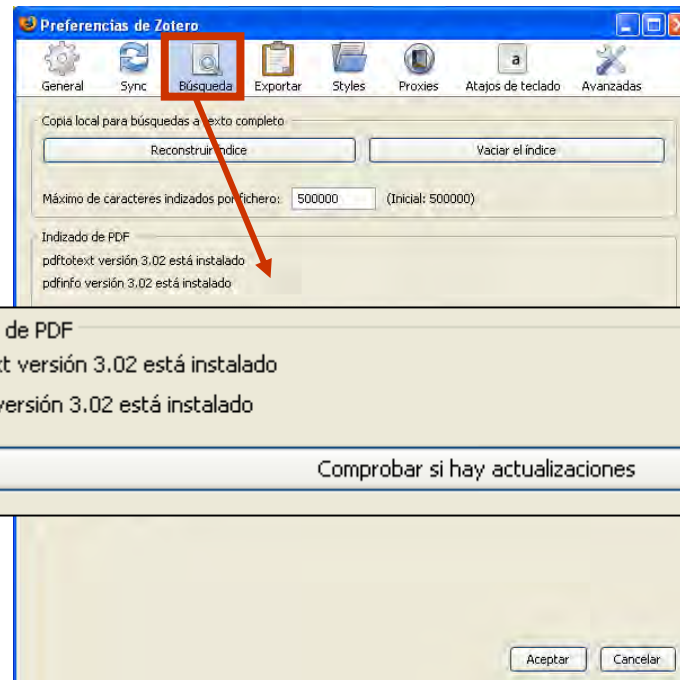 Preferencias de Zotero
General Sync Búsqueda Exportar Styles Proxies Atajos de teclado Avanzadas
Copia local para búsquedas a texto completo
Reconstruir índice Vaciar el índice
Máximo de caracteres indizados por fichero: 500000 (Inicial: 500000)
Indizado de PDF
pdftotext versión 3.02 está instalado
pdfinfo versión 3.02 está instalado
de PDF
xt versión 3.02 está instalado
versión 3.02 está instalado
Comprobar si hay actualizaciones
Aceptar Cancelar